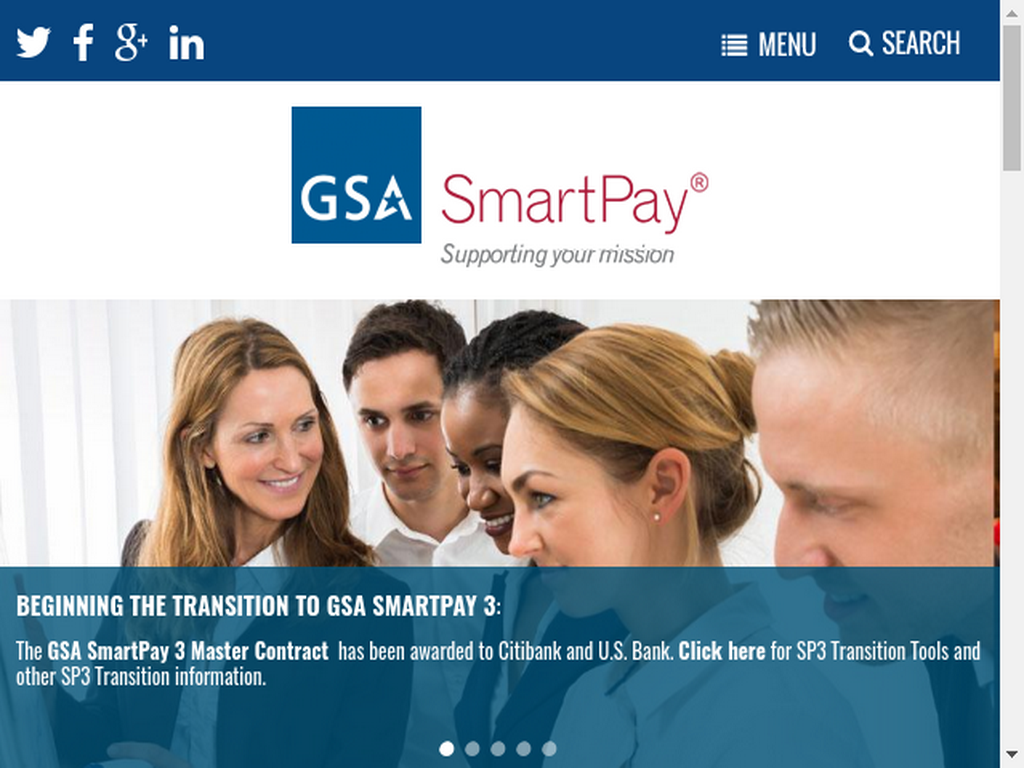 MENU SEARCH
GSA
SmartPay®
Supporting your mission
BEGINNING THE TRANSITION TO GSA SMARTPAY 3:
The GSA SmartPay 3 Master Contract has been awarded to Citibank and U.S. Bank. Click here for SP3 Transition Tools and
other SP3 Transition information.